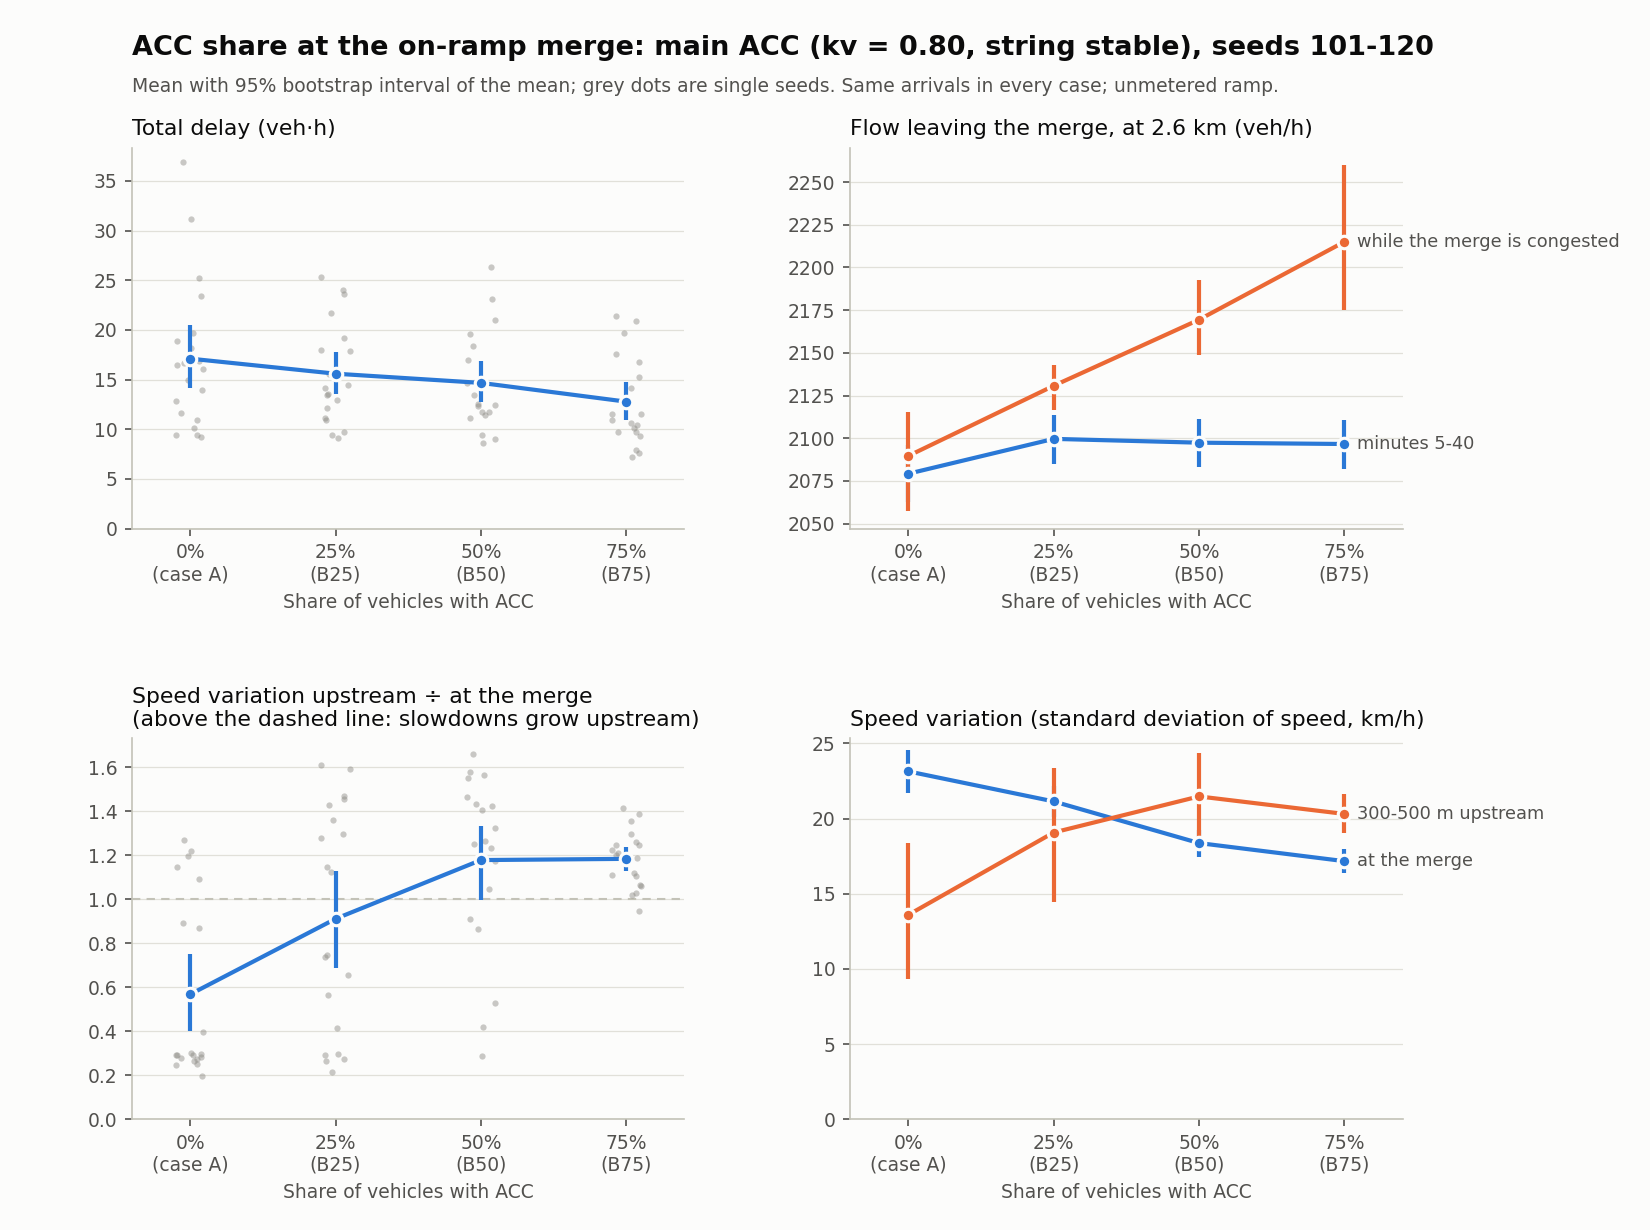 ACC share at the on-ramp merge: main ACC (kv = 0.80, string stable), seeds 101-120
Mean with 95% bootstrap interval of the mean; grey dots are single seeds. Same arrivals in every case; unmetered ramp.
Total delay (veh·h)
35
30
25
20
15
10
5
0
0%
(case A)
25%
(B25)
50%
(B50)
75%
(B75)
Share of vehicles with ACC
Flow leaving the merge, at 2.6 km (veh/h)
2250
2225
2200
2175
2150
2125
2100
2075
2050
while the merge is congested
minutes 5-40
0%
(case A)
25%
(B25)
50%
(B50)
75%
(B75)
Share of vehicles with ACC
Speed variation upstream ÷ at the merge
(above the dashed line: slowdowns grow upstream)
1.6
1.4
1.2
1.0
0.8
0.6
0.4
0.2
0.0
0%
(case A)
25%
(B25)
50%
(B50)
75%
(B75)
Share of vehicles with ACC
Speed variation (standard deviation of speed, km/h)
25
20
15
10
5
0
300-500 m upstream
at the merge
0%
(case A)
25%
(B25)
50%
(B50)
75%
(B75)
Share of vehicles with ACC